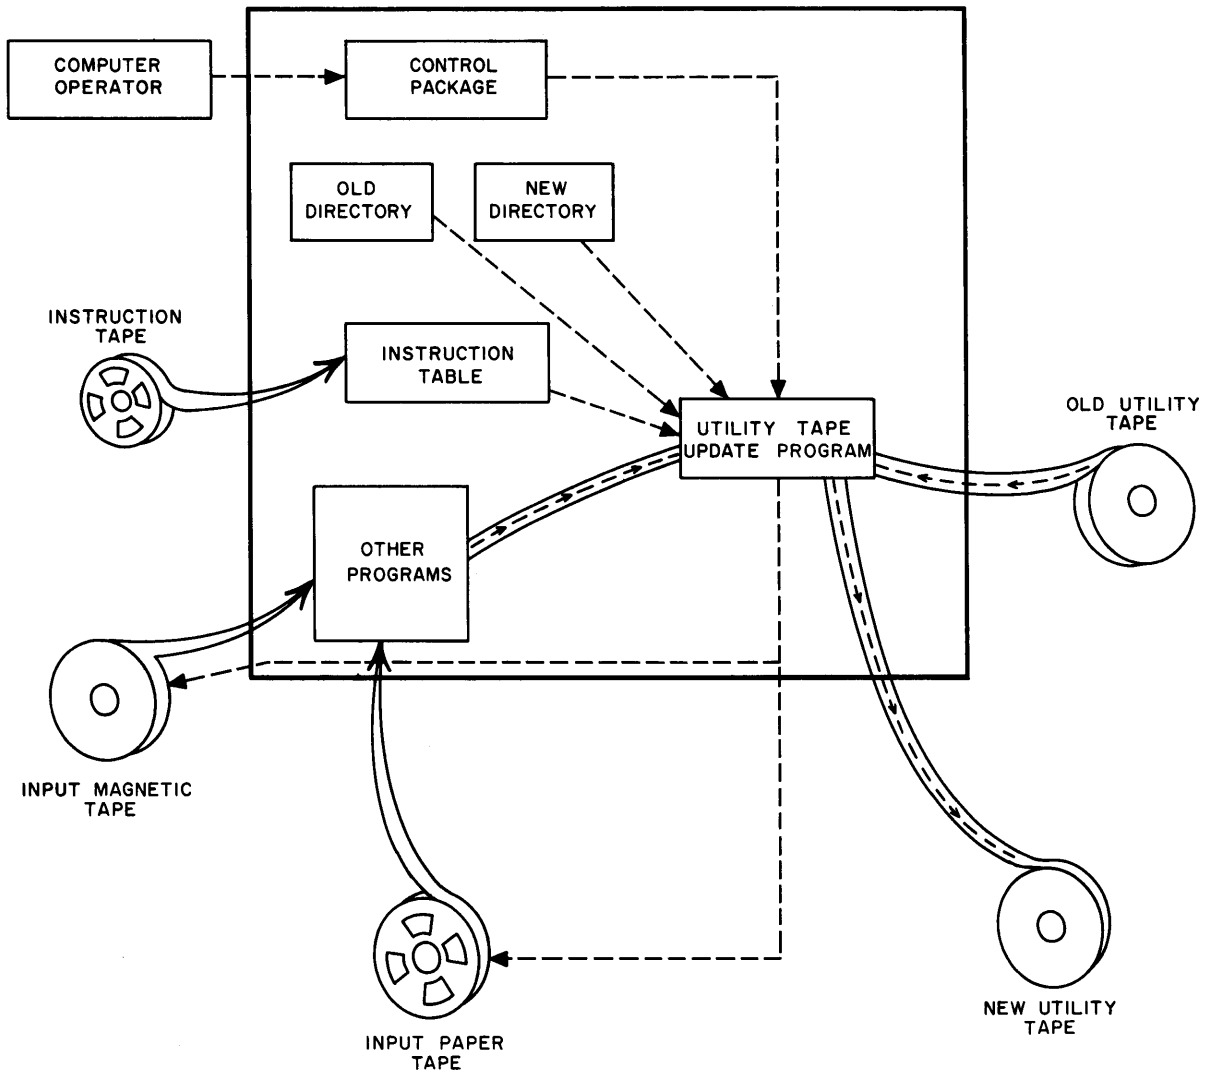 COMPUTER
OPERATOR
CONTROL
PACKAGE
OLD
DIRECTORY
NEW
DIRECTORY
INSTRUCTION
TAPE
INSTRUCTION
TABLE
UTILITY TAPE
UPDATE PROGRAM
OLD UTILITY
TAPE
OTHER
PROGRAMS
INPUT MAGNETIC
TAPE
INPUT PAPER
TAPE
NEW UTILITY
TAPE